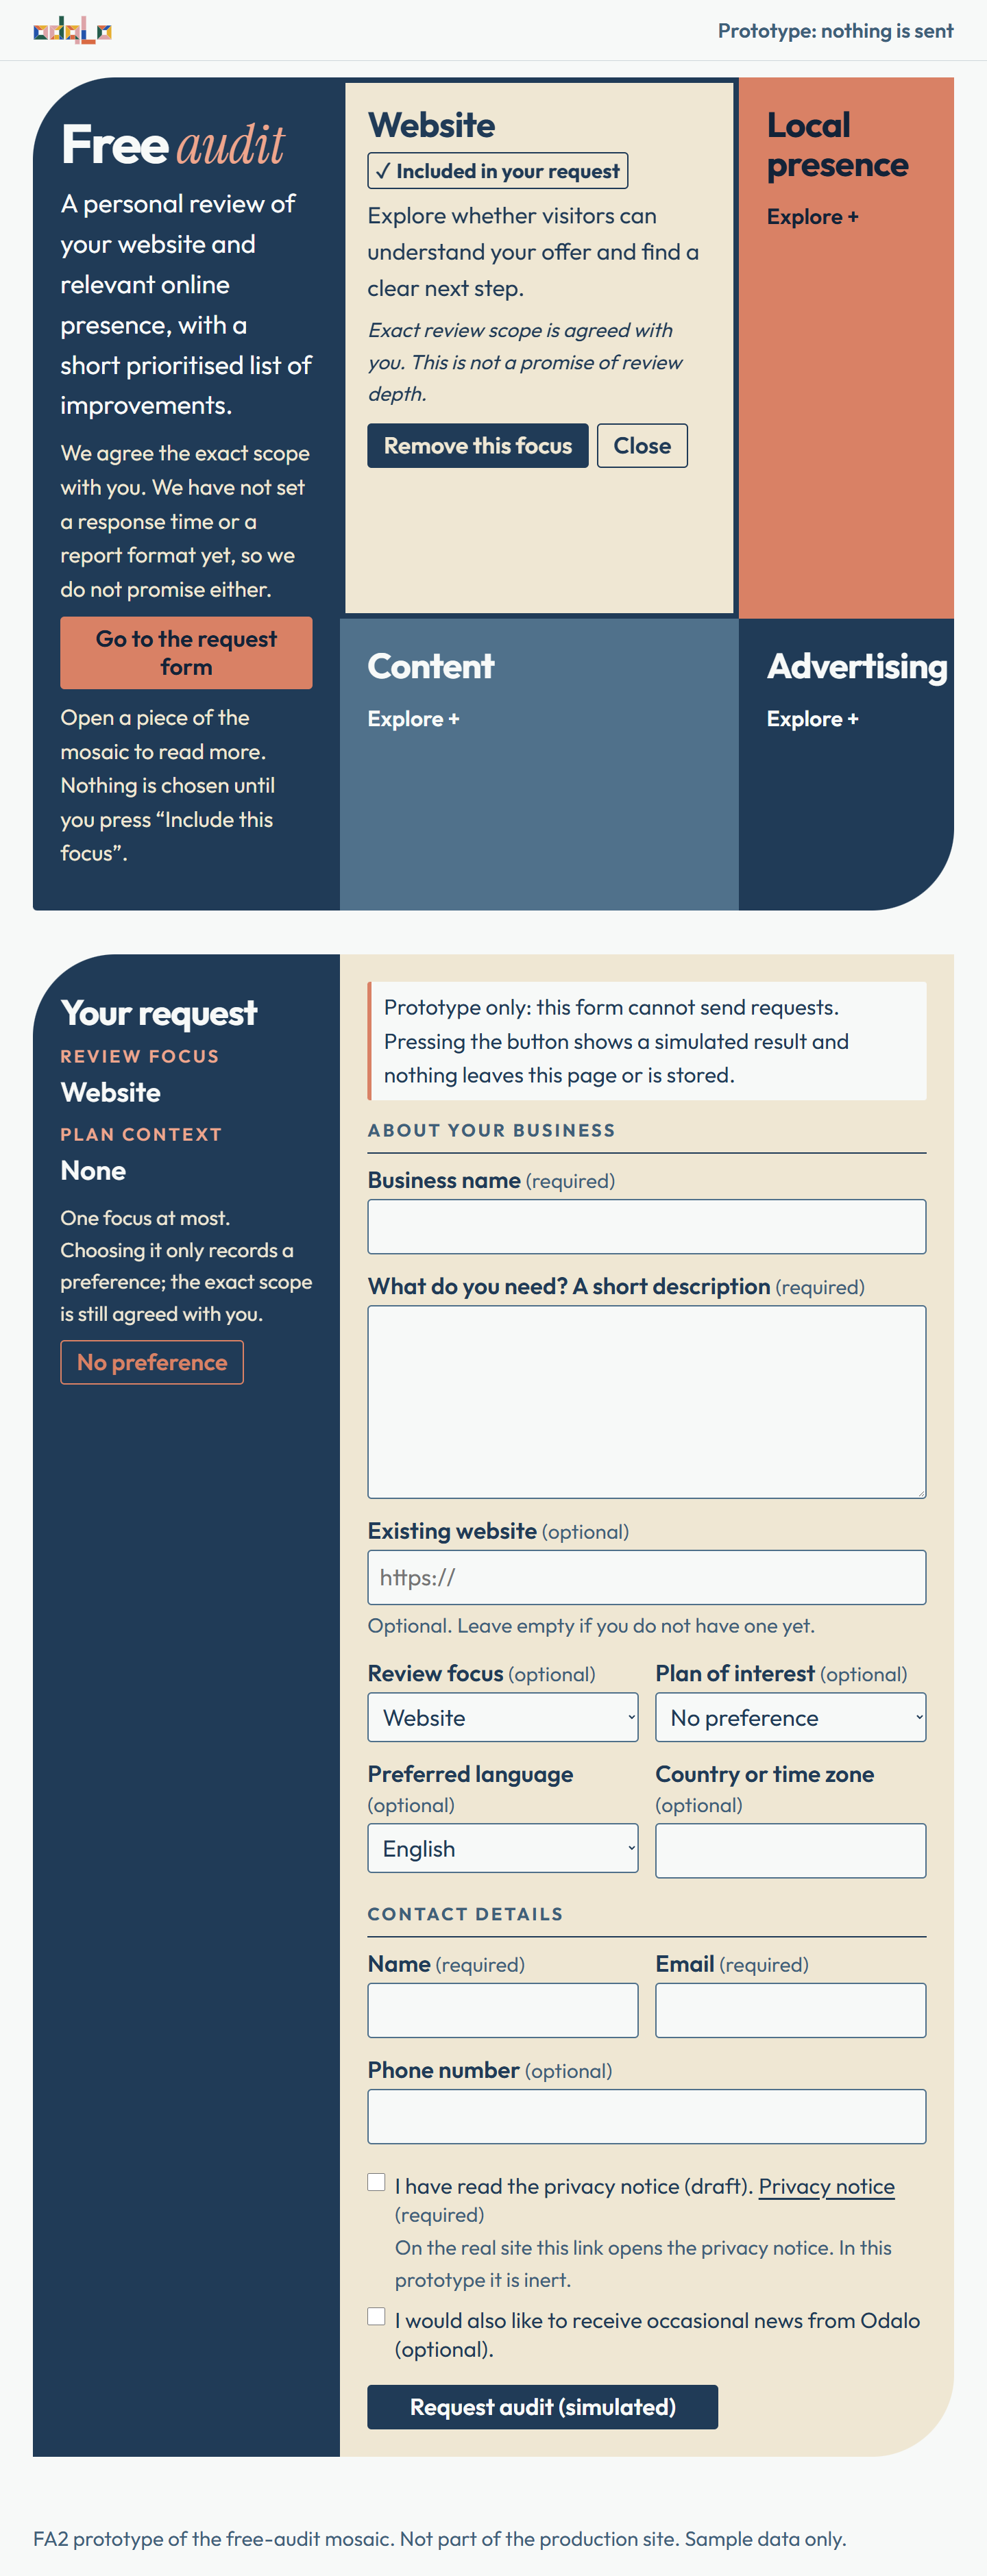 odalo
Prototype: nothing is sent
Free audit
A personal review of
your website and
relevant online
presence, with a
short prioritised list of
improvements.
We agree the exact scope
with you. We have not set
a response time or a
report format yet, so we
do not promise either.
Go to the request
form
Open a piece of the
mosaic to read more.
Nothing is chosen until
you press “Include this
focus”.
Website
✓ Included in your request
Explore whether visitors can
understand your offer and find a
clear next step.
Exact review scope is agreed with
you. This is not a promise of review
depth.
Remove this focus
Close
Local
presence
Explore +
Content
Explore +
Advertising
Explore +
Your request
REVIEW FOCUS
Website
PLAN CONTEXT
None
One focus at most.
Choosing it only records a
preference; the exact scope
is still agreed with you.
No preference
Prototype only: this form cannot send requests.
Pressing the button shows a simulated result and
nothing leaves this page or is stored.
ABOUT YOUR BUSINESS
Business name (required)
What do you need? A short description (required)
Existing website (optional)
https://
Optional. Leave empty if you do not have one yet.
Review focus (optional)
Website
Plan of interest (optional)
No preference
Preferred language
(optional)
English
Country or time zone
(optional)
CONTACT DETAILS
Name (required)
Email (required)
Phone number (optional)
I have read the privacy notice (draft). Privacy notice
(required)
On the real site this link opens the privacy notice. In this
prototype it is inert.
I would also like to receive occasional news from Odalo
(optional).
Request audit (simulated)
FA2 prototype of the free-audit mosaic. Not part of the production site. Sample data only.